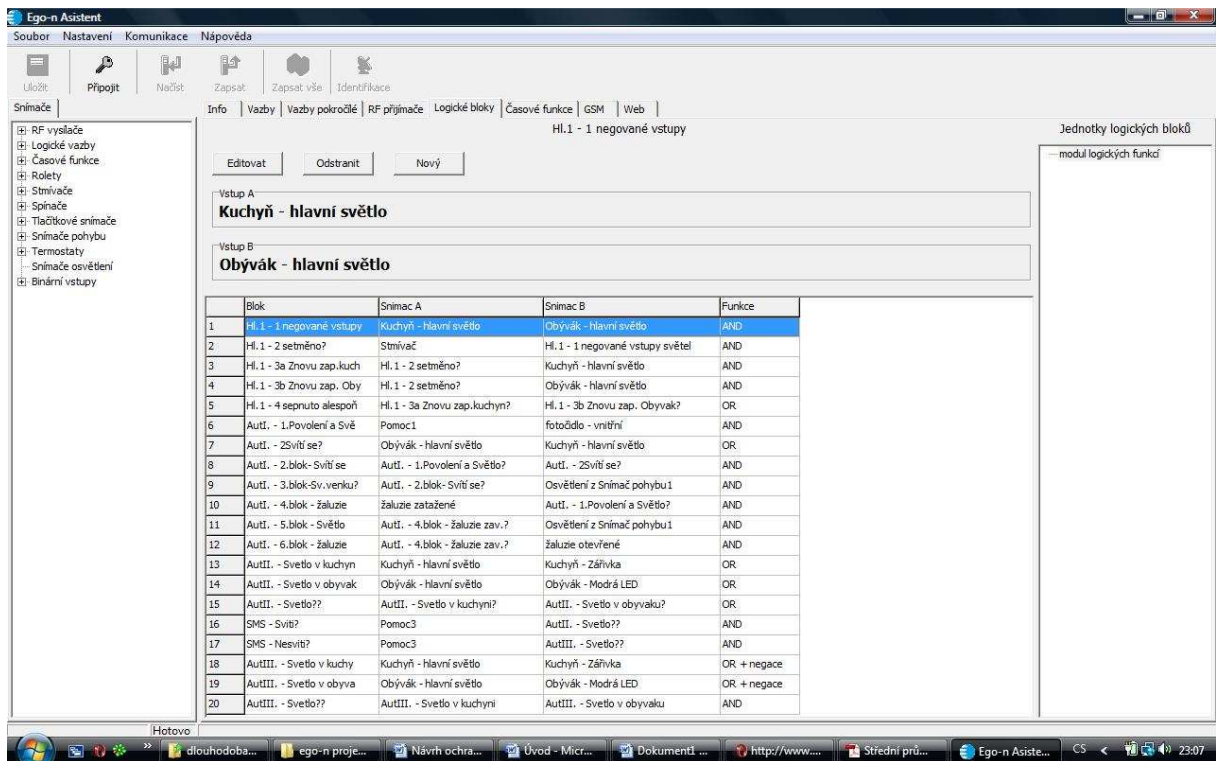 Ego-n Asistent
Soubor Nastavení Komunikace Nápověda
Uložit Připojit Načíst Zapsat Zapsat vše Identifikace
Snímače
Info Vazby Vazby pokročilé RF přijímače Logické bloky Časové funkce GSM Web
RF vysílače
Logické vazby
Časové funkce
Rolety
Stmívače
Spínače
Tlačítkové snímače
Snímače pohybu
Termostaty
Snímače osvětlení
Binární vstupy
Hl.1 - 1 negované vstupy
Editovat Odstranit Nový
Vstup A
Kuchyň - hlavní světlo
Vstup B
Obývák - hlavní světlo
Blok Snimac A Snimac B Funkce
1 Hl.1 - 1 negované vstupy Kuchyň - hlavní světlo Obývák - hlavní světlo AND
2 Hl.1 - 2 setměno? Stmívač Hl.1 - 1 negované vstupy světel AND
3 Hl.1 - 3a Znovu zap.kuch Hl.1 - 2 setměno? Kuchyň - hlavní světlo AND
4 Hl.1 - 3b Znovu zap. Oby Hl.1 - 2 setměno? Obývák - hlavní světlo AND
5 Hl.1 - 4 sepnuto alespoň Hl.1 - 3a Znovu zap.kuchyn? Hl.1 - 3b Znovu zap. Obyvak? OR
6 AutI. - 1.Povolení a Svě Pomoc1 fotočidlo - vnitřní AND
7 AutI. - 2Svítí se? Obývák - hlavní světlo Kuchyň - hlavní světlo OR
8 AutI. - 2.blok- Svítí se AutI. - 1.Povolení a Světlo? AutI. - 2Svítí se? AND
9 AutI. - 3.blok-Sv.venku? AutI. - 2.blok- Svítí se? Osvětlení z Snímač pohybu1 AND
10 AutI. - 4.blok - žaluzie žaluzie zatažené AutI. - 1.Povolení a Světlo? AND
11 AutI. - 5.blok - Světlo AutI. - 4.blok - žaluzie zav.? Osvětlení z Snímač pohybu1 AND
12 AutI. - 6.blok - žaluzie AutI. - 4.blok - žaluzie zav.? žaluzie otevřené AND
13 AutII. - Svetlo v kuchyn Kuchyň - hlavní světlo Kuchyň - Zářivka OR
14 AutII. - Svetlo v obyvak Obývák - hlavní světlo Obývák - Modrá LED OR
15 AutII. - Svetlo?? AutII. - Svetlo v kuchyni? AutII. - Svetlo v obyvaku? OR
16 SMS - Sviti? Pomoc3 AutII. - Svetlo?? AND
17 SMS - Nesviti? Pomoc3 AutIII. - Svetlo?? AND
18 AutIII. - Svetlo v kuchy Kuchyň - hlavní světlo Kuchyň - Zářivka OR + negace
19 AutIII. - Svetlo v obyva Obývák - hlavní světlo Obývák - Modrá LED OR + negace
20 AutIII. - Svetlo?? AutIII. - Svetlo v kuchyni AutIII. - Svetlo v obyvaku AND
Jednotky logických bloků
modul logických funkcí
Hotovo
dlouhodoba... ego-n proje... Návrh ochra... Úvod - Micr... Dokument1 ... http://www.... Střední prů... Ego-n Asiste... CS 23:07